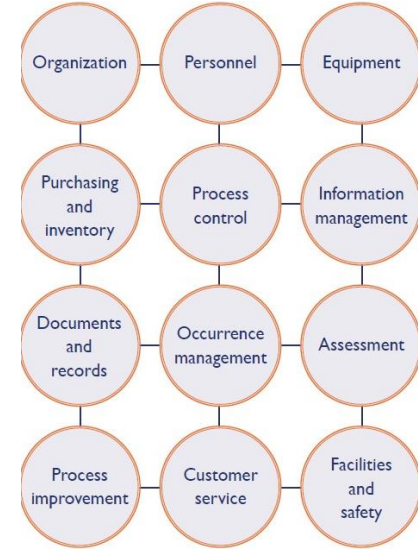 Organization
Personnel
Equipment
Purchasing
and
inventory
Process
control
Information
management
Documents
and
records
Occurrence
management
Assessment
Process
improvement
Customer
service
Facilities
and
safety